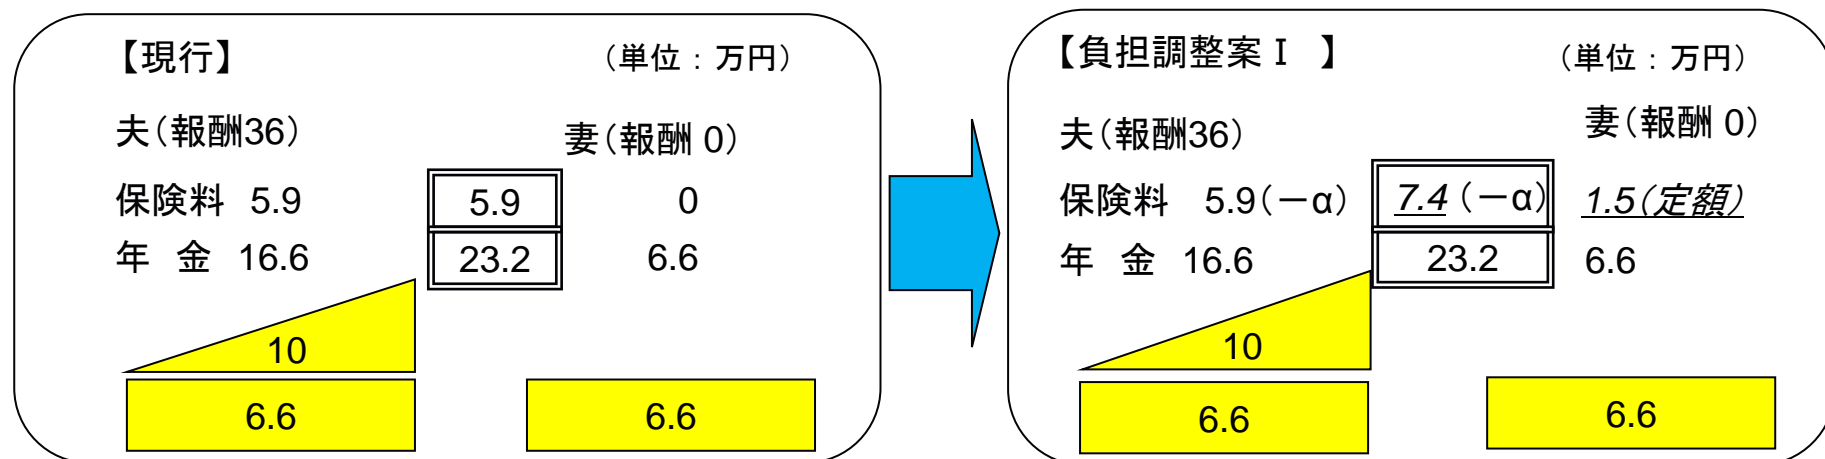 【現行】 (単位:万円)
夫(報酬36) 妻(報酬 0)
保険料 5.9 5.9 0
年 金 16.6 23.2 6.6
10
6.6 6.6
【負担調整案Ⅰ 】 (単位:万円)
夫(報酬36) 妻(報酬 0)
保険料 5.9(-α) 7.4 (-α) 1.5(定額)
年 金 16.6 23.2 6.6
10
6.6 6.6